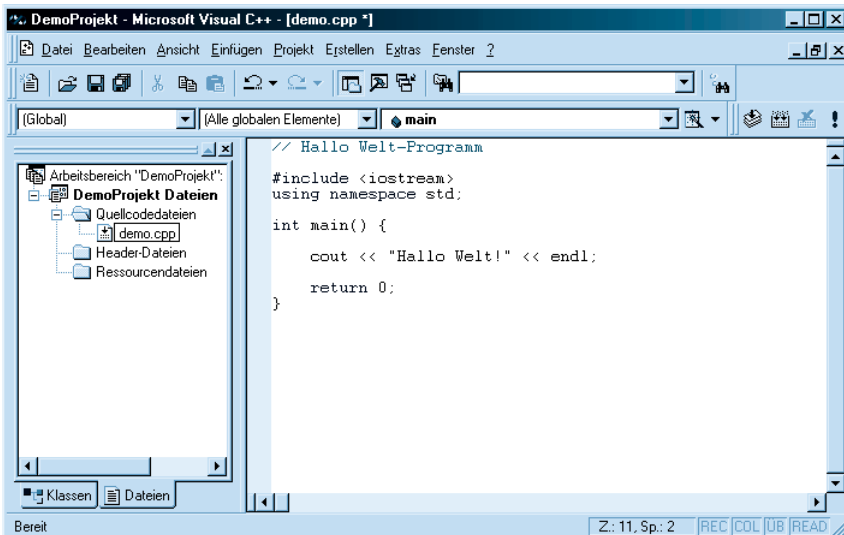 DemoProjekt - Microsoft Visual C++ - [demo.cpp *]
Datei Bearbeiten Ansicht Einfügen Projekt Erstellen Extras Fenster ?
(Global) (Alle globalen Elemente) main
Arbeitsbereich "DemoProjekt":
DemoProjekt Dateien
Quellcodedateien
demo.cpp
Header-Dateien
Ressourcendateien
Klassen Dateien
// Hallo Welt-Programm
#include <iostream>
using namespace std;
int main() {
cout << "Hallo Welt!" << endl;
return 0;
}
Bereit Z.: 11, Sp.: 2 REC COL ÜB READ